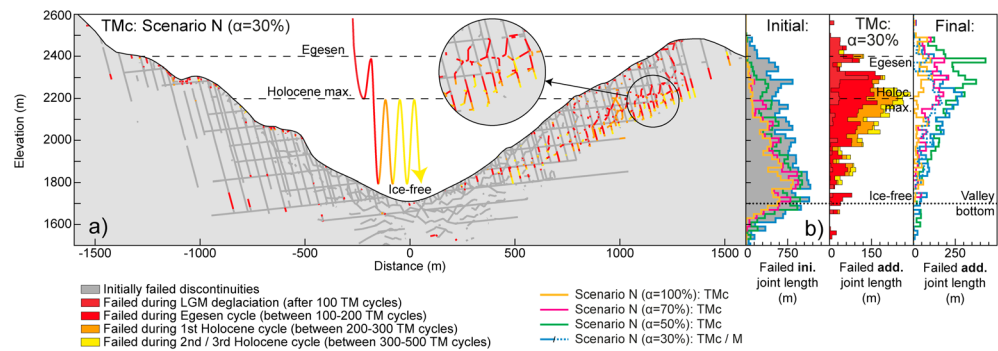 TMc: Scenario N (α=30%)
Egesen
Holocene max.
Ice-free
a)
Elevation (m)
2600
2400
2200
2000
1800
1600
-1500
-1000
-500
0
500
1000
1500
Distance (m)
Initial:
TMc:
α=30%
Final:
Egesen
Holoc.
max.
Ice-free
Valley
bottom
b)
0
750
0
150
0
250
Failed ini.
joint length
(m)
Failed add.
joint length
(m)
Failed add.
joint length
(m)
Initially failed discontinuities
Failed during LGM deglaciation (after 100 TM cycles)
Failed during Egesen cycle (between 100-200 TM cycles)
Failed during 1st Holocene cycle (between 200-300 TM cycles)
Failed during 2nd / 3rd Holocene cycle (between 300-500 TM cycles)
Scenario N (α=100%): TMc
Scenario N (α=70%): TMc
Scenario N (α=50%): TMc
Scenario N (α=30%): TMc / M